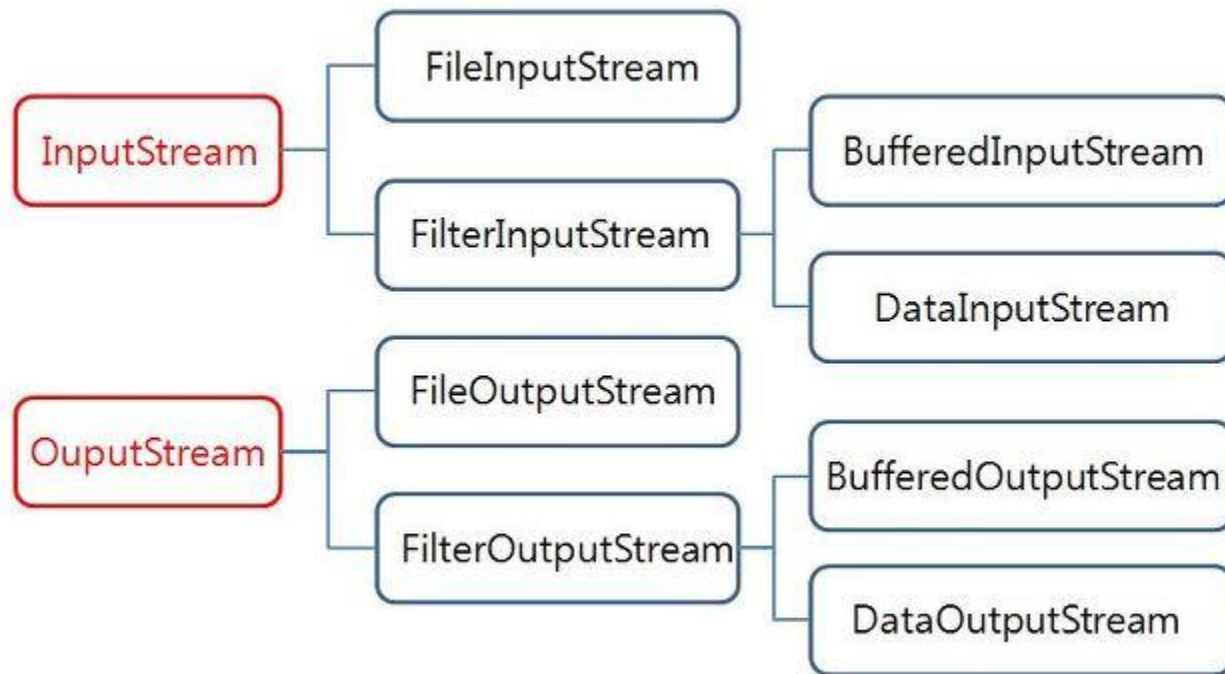 InputStream
FileInputStream
FilterInputStream
BufferedInputStream
DataInputStream
OuputStream
FileOutputStream
FilterOutputStream
BufferedOutputStream
DataOutputStream